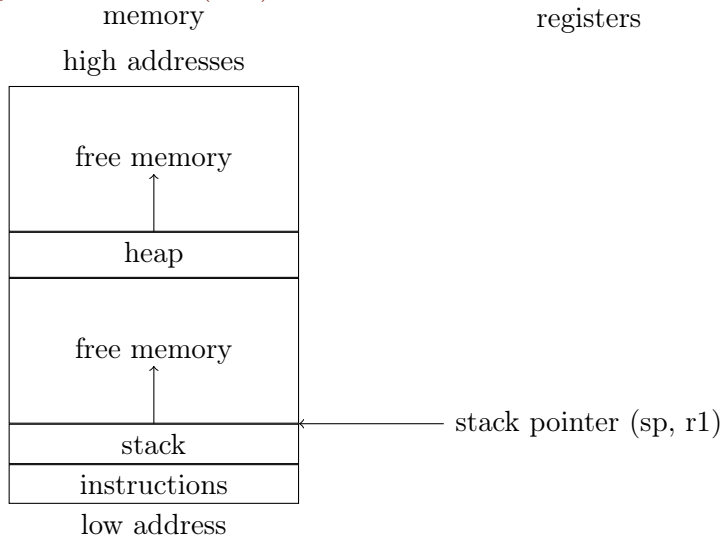 memory
registers
high addresses
free memory
heap
free memory
stack pointer (sp, r1)
stack
instructions
low address